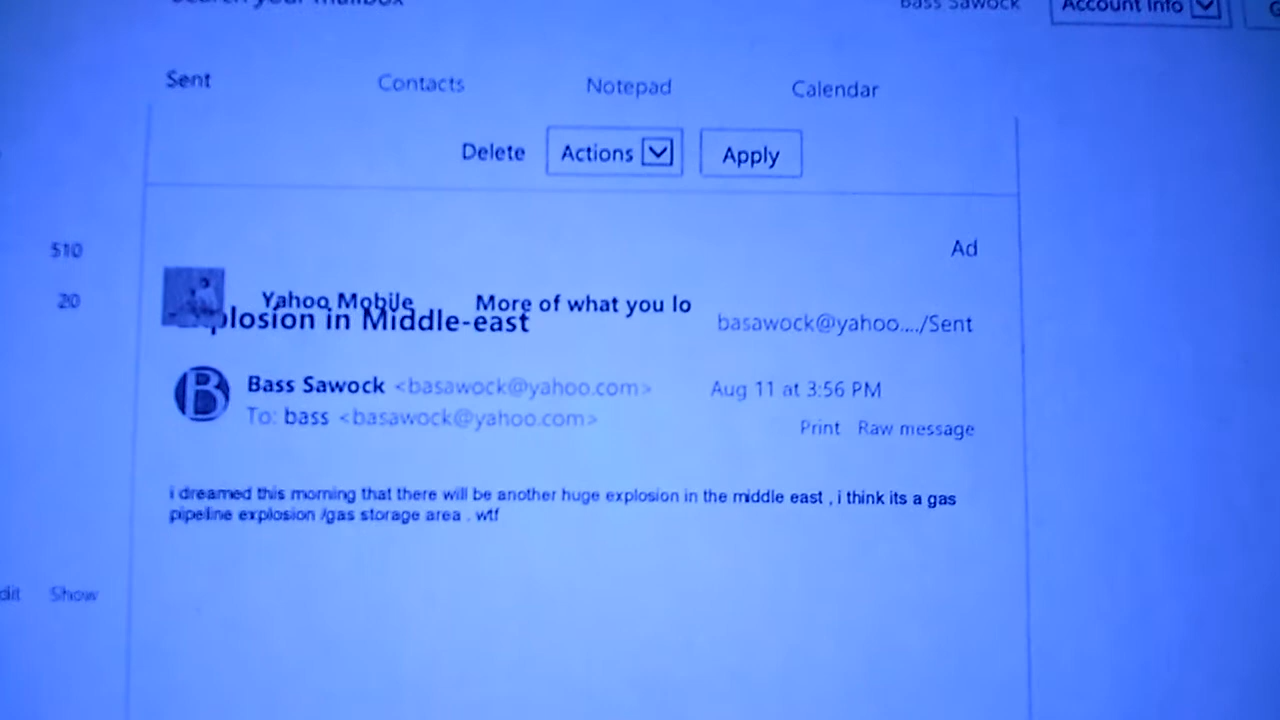 Search your mailbox
Bass Sawock
Account Info
Sent Contacts Notepad Calendar
Delete Actions Apply
510
Ad
20
Yahoo Mobile More of what you lo
plosion in Middle-east
basawock@yahoo..../Sent
B
Bass Sawock <basawock@yahoo.com> Aug 11 at 3:56 PM
To: bass <basawock@yahoo.com>
Print Raw message
i dreamed this morning that there will be another huge explosion in the middle east , i think its a gas
pipeline explosion /gas storage area . wtf
dit Show